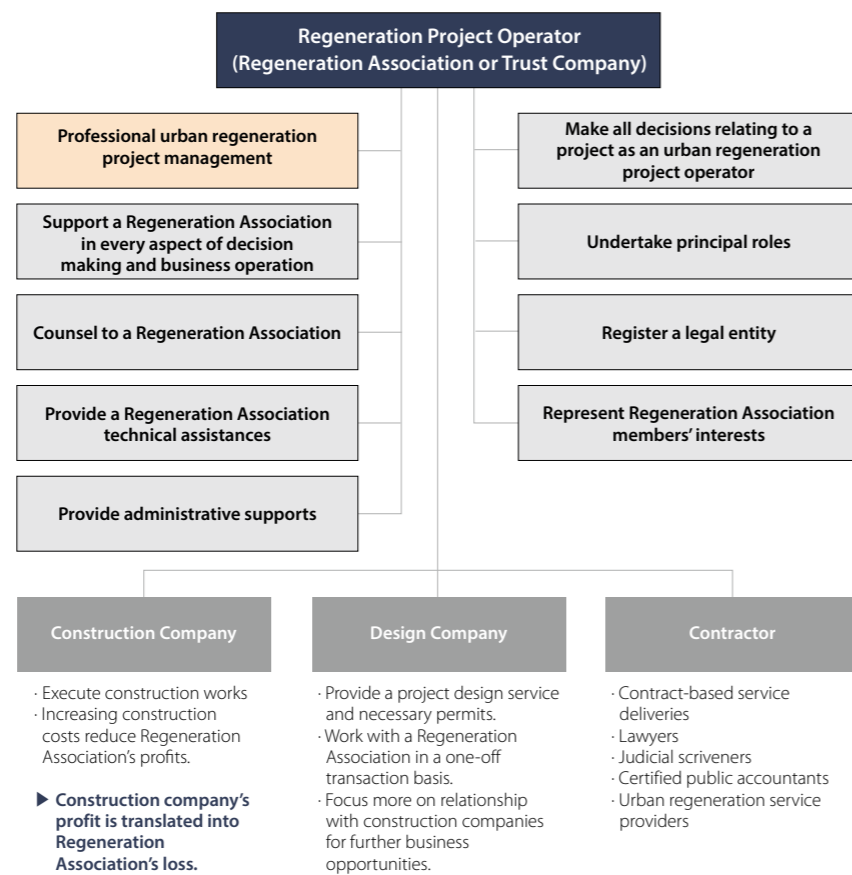 Regeneration Project Operator
(Regeneration Association or Trust Company)
Professional urban regeneration
project management
Support a Regeneration Association
in every aspect of decision
making and business operation
Counsel to a Regeneration Association
Provide a Regeneration Association
technical assistances
Provide administrative supports
Make all decisions relating to a
project as an urban regeneration
project operator
Undertake principal roles
Register a legal entity
Represent Regeneration Association
members’ interests
Construction Company
· Execute construction works
· Increasing construction
costs reduce Regeneration
Association’s profits.
▶ Construction company’s
profit is translated into
Regeneration
Association’s loss.
Design Company
· Provide a project design service
and necessary permits.
· Work with a Regeneration
Association in a one-off
transaction basis.
· Focus more on relationship
with construction companies
for further business
opportunities.
Contractor
· Contract-based service
deliveries
· Lawyers
· Judicial scriveners
· Certified public accountants
· Urban regeneration service
providers